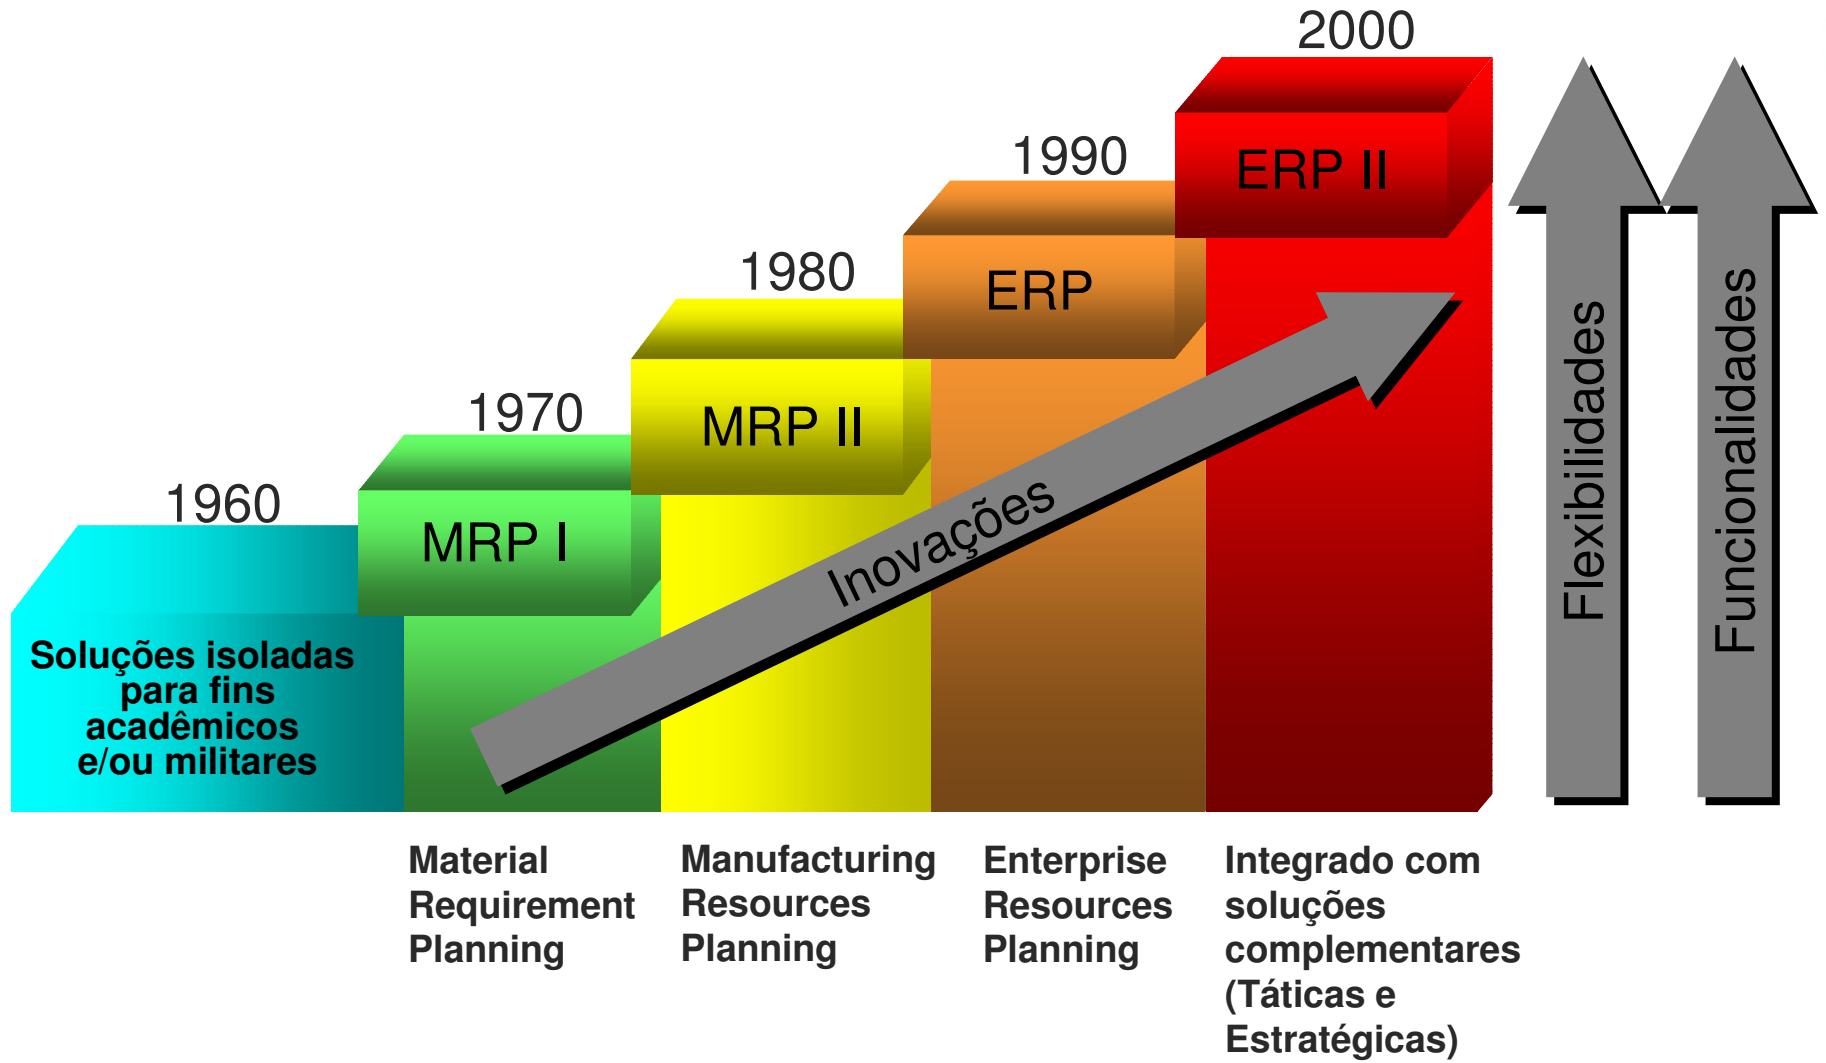 2000
1990
ERP II
1980
ERP
1970
MRP II
1960
MRP I
Soluções isoladas
para fins
acadêmicos
e/ou militares
Inovações
Flexibilidades
Funcionalidades
Material
Requirement
Planning
Manufacturing
Resources
Planning
Enterprise
Resources
Planning
Integrado com
soluções
complementares
(Táticas e
Estratégicas)